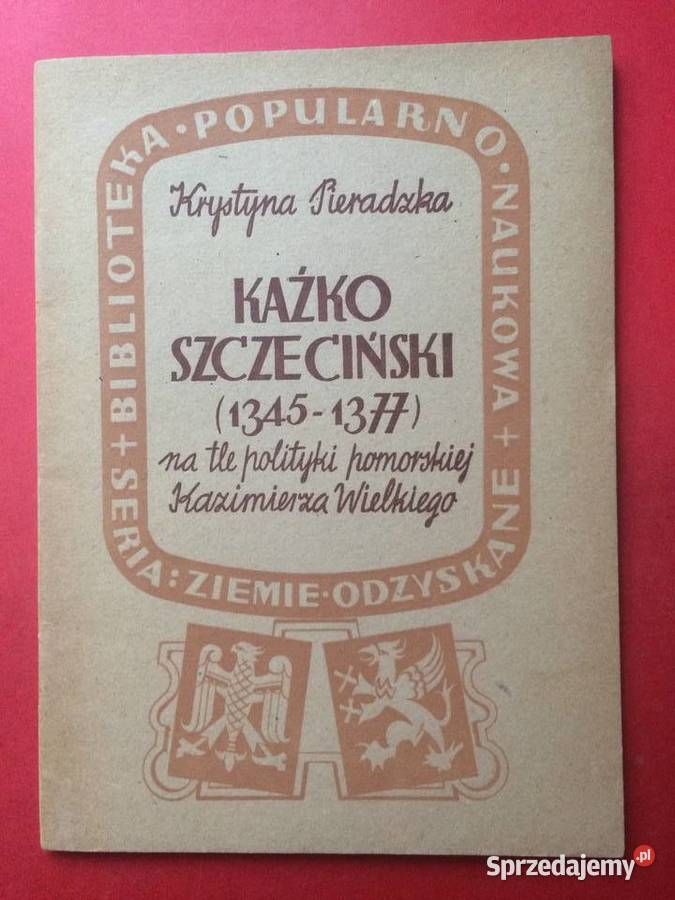 BIBLIOTEKA • POPULARNO • NAUKOWA +
Krystyna Pieradzka
KAŹKO
SZCZECIŃSKI
(1345-1377)
na tle polityki pomorskiej
Kazimierza Wielkiego
SERIA: ZIEMIE • ODZYSKANE +
Sprzedajemy.pl